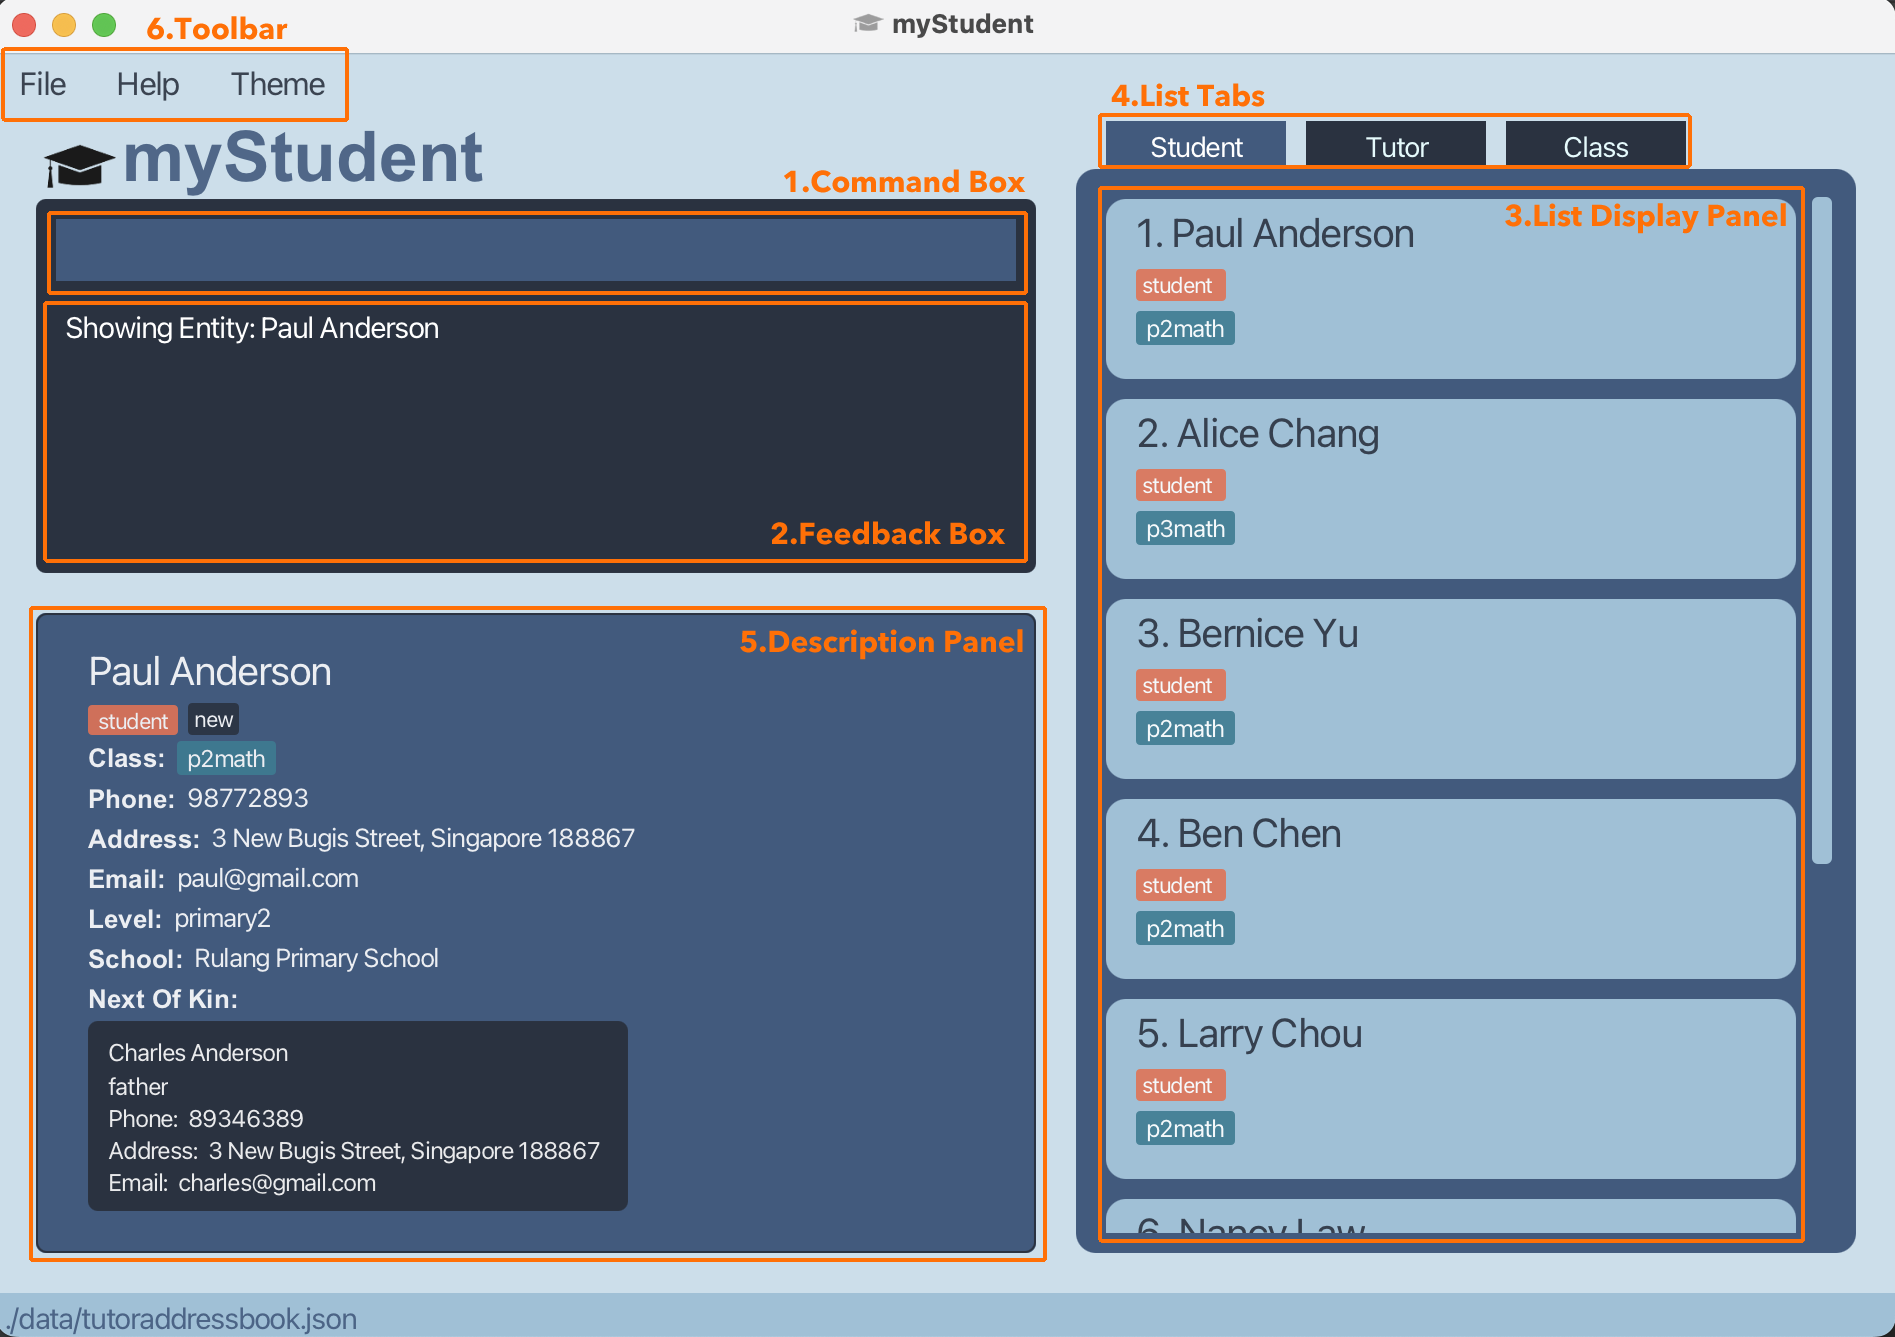 6.Toolbar
myStudent
File Help Theme
myStudent
1.Command Box
Showing Entity: Paul Anderson
2.Feedback Box
5.Description Panel
Paul Anderson
student new
Class: p2math
Phone: 98772893
Address: 3 New Bugis Street, Singapore 188867
Email: paul@gmail.com
Level: primary2
School: Rulang Primary School
Next Of Kin:
Charles Anderson
father
Phone: 89346389
Address: 3 New Bugis Street, Singapore 188867
Email: charles@gmail.com
4.List Tabs
Student Tutor Class
3.List Display Panel
1. Paul Anderson
student
p2math
2. Alice Chang
student
p3math
3. Bernice Yu
student
p2math
4. Ben Chen
student
p2math
5. Larry Chou
student
p2math
6. Nancy Law
./data/tutoraddressbook.json